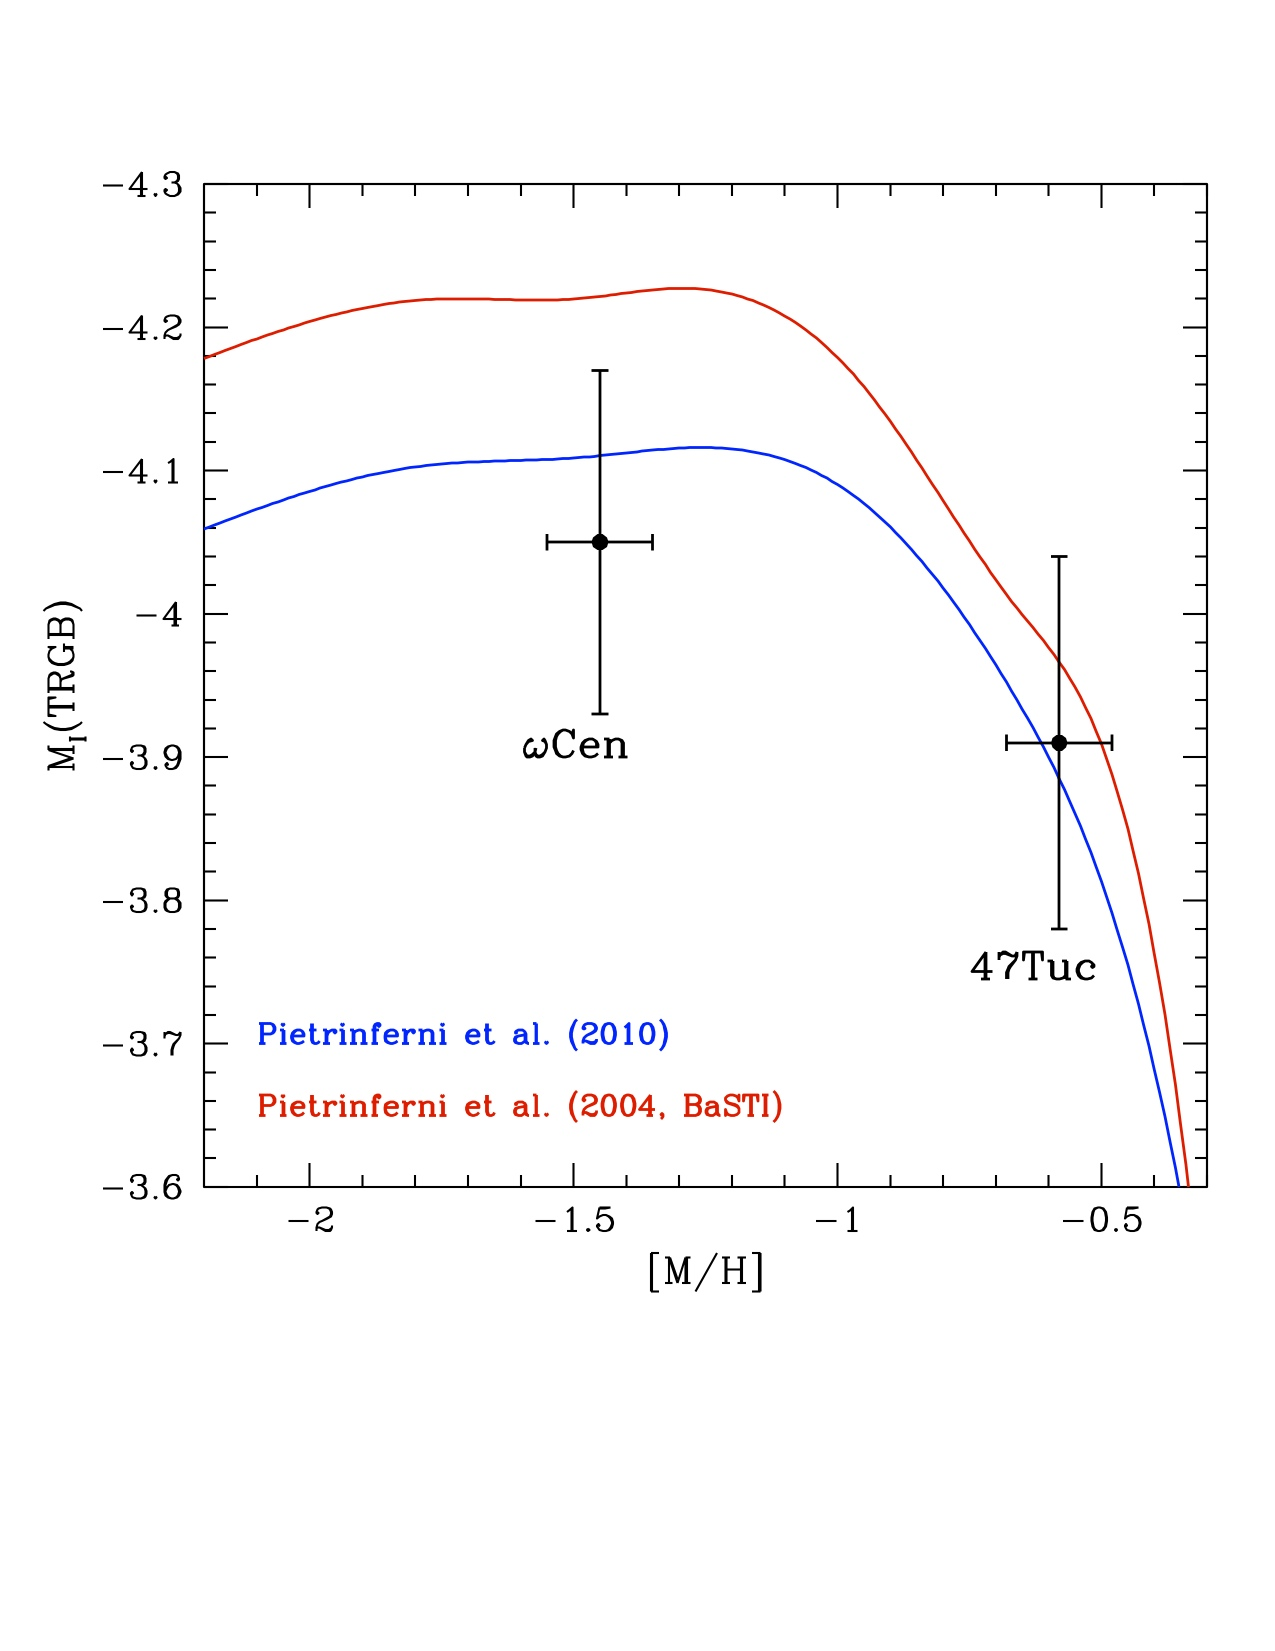 −4.3
−4.2
−4.1
−4
−3.9
−3.8
−3.7
−3.6
M_I(TRGB)
ωCen
47Tuc
Pietrinferni et al. (2010)
Pietrinferni et al. (2004, BaSTI)
−2 −1.5 −1 −0.5
[M/H]